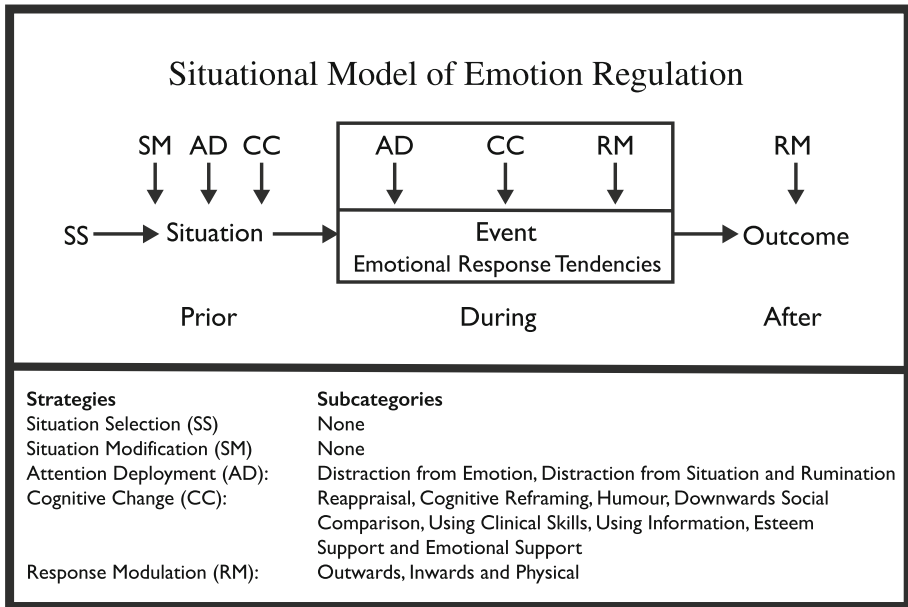 Situational Model of Emotion Regulation
SM AD CC AD CC RM RM
SS Situation Event Outcome
Emotional Response Tendencies
Prior During After
Strategies Subcategories
Situation Selection (SS) None
Situation Modification (SM) None
Attention Deployment (AD): Distraction from Emotion, Distraction from Situation and Rumination
Cognitive Change (CC): Reappraisal, Cognitive Reframing, Humour, Downwards Social
Comparison, Using Clinical Skills, Using Information, Esteem
Support and Emotional Support
Response Modulation (RM): Outwards, Inwards and Physical